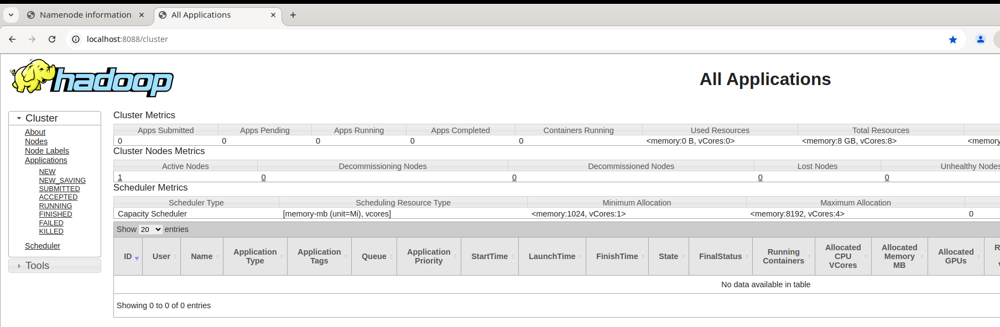 Namenode information
All Applications
localhost:8088/cluster
hadoop
All Applications
Cluster
About
Nodes
Node Labels
Applications
NEW
NEW_SAVING
SUBMITTED
ACCEPTED
RUNNING
FINISHED
FAILED
KILLED
Scheduler
Tools
Cluster Metrics
Apps Submitted Apps Pending Apps Running Apps Completed Containers Running Used Resources Total Resources
0 0 0 0 0 <memory:0 B, vCores:0> <memory:8 GB, vCores:8> <memory
Cluster Nodes Metrics
Active Nodes Decommissioning Nodes Decommissioned Nodes Lost Nodes Unhealthy Nodes
1 0 0 0 0
Scheduler Metrics
Scheduler Type Scheduling Resource Type Minimum Allocation Maximum Allocation
Capacity Scheduler [memory-mb (unit=Mi), vcores] <memory:1024, vCores:1> <memory:8192, vCores:4> 0
Show 20 entries
ID User Name Application Type Application Tags Queue Application Priority StartTime LaunchTime FinishTime State FinalStatus Running Containers Allocated CPU VCores Allocated Memory MB Allocated GPUs
No data available in table
Showing 0 to 0 of 0 entries